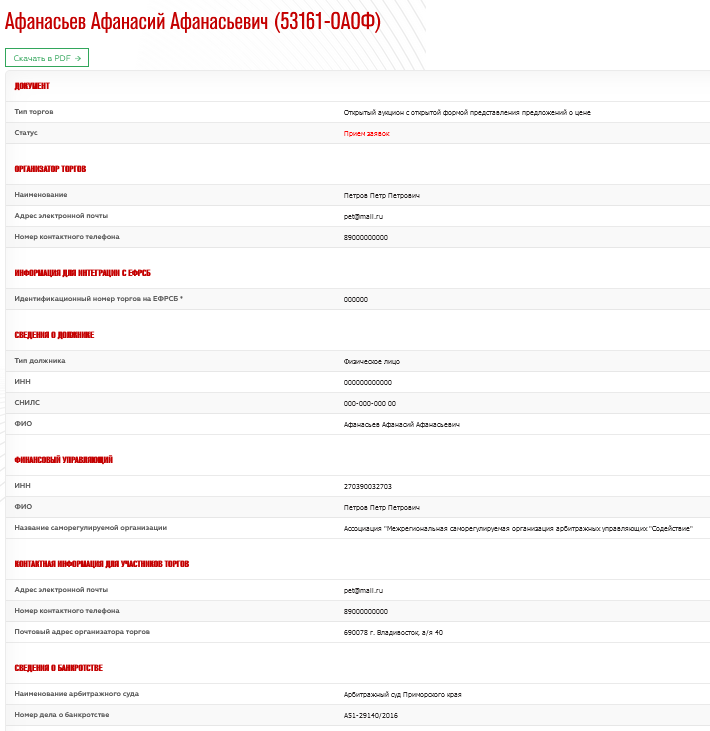 Афанасьев Афанасий Афанасьевич (53161-ОАОФ)
Скачать в PDF →
ДОКУМЕНТ
Тип торгов Открытый аукцион с открытой формой представления предложений о цене
Статус Прием заявок
ОРГАНИЗАТОР ТОРГОВ
Наименование Петров Петр Петрович
Адрес электронной почты pet@mail.ru
Номер контактного телефона 89000000000
ИНФОРМАЦИЯ ДЛЯ ИНТЕГРАЦИИ С ЕФРСБ
Идентификационный номер торгов на ЕФРСБ * 000000
СВЕДЕНИЯ О ДОЛЖНИКЕ
Тип должника Физическое лицо
ИНН 000000000000
СНИЛС 000-000-000 00
ФИО Афанасьев Афанасий Афанасьевич
ФИНАНСОВЫЙ УПРАВЛЯЮЩИЙ
ИНН 270390032703
ФИО Петров Петр Петрович
Название саморегулируемой организации Ассоциация "Межрегиональная саморегулируемая организация арбитражных управляющих "Содействие"
КОНТАКТНАЯ ИНФОРМАЦИЯ ДЛЯ УЧАСТНИКОВ ТОРГОВ
Адрес электронной почты pet@mail.ru
Номер контактного телефона 89000000000
Почтовый адрес организатора торгов 690078 г. Владивосток, а/я 40
СВЕДЕНИЯ О БАНКРОТСТВЕ
Наименование арбитражного суда Арбитражный суд Приморского края
Номер дела о банкротстве А51-29140/2016